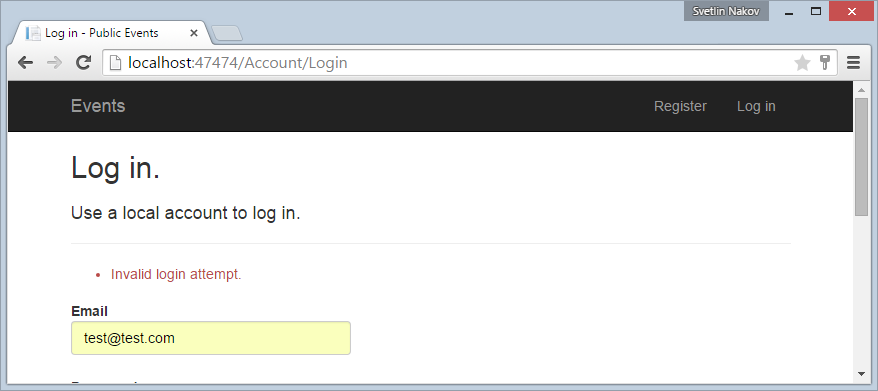 Svetlin Nakov
Log in - Public Events
localhost:47474/Account/Login
Events
Register
Log in
Log in.
Use a local account to log in.
• Invalid login attempt.
Email
test@test.com